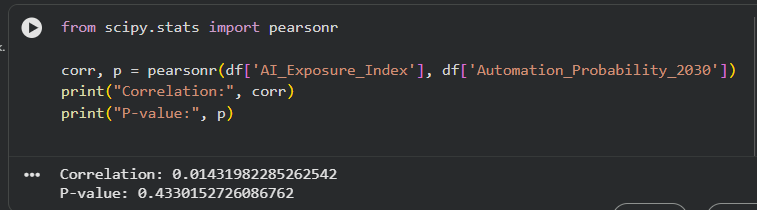 from scipy.stats import pearsonr
corr, p = pearsonr(df['AI_Exposure_Index'], df['Automation_Probability_2030'])
print("Correlation:", corr)
print("P-value:", p)
Correlation: 0.01431982285262542
P-value: 0.4330152726086762